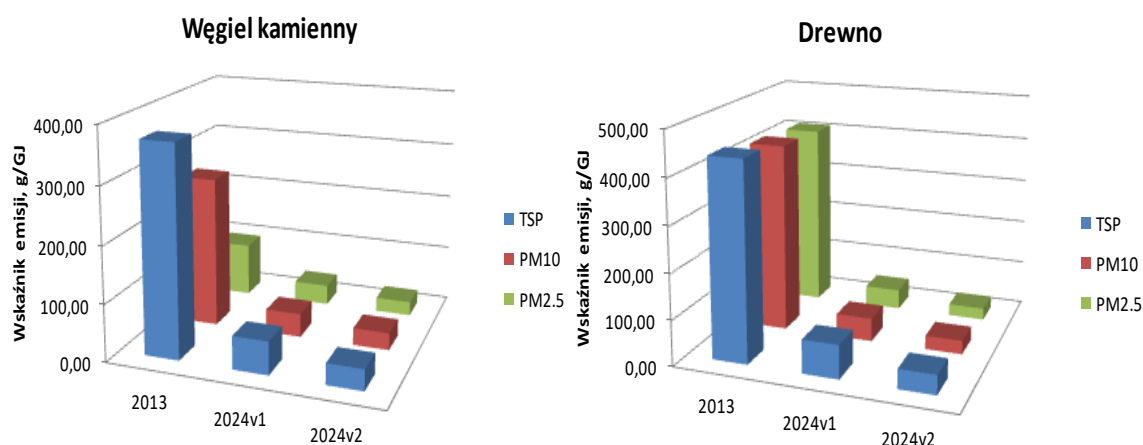 Węgiel kamienny
Wskaźnik emisji, g/GJ
400,00
300,00
200,00
100,00
0,00
2013
2024v1
2024v2
TSP
PM10
PM2.5
Drewno
Wskaźnik emisji, g/GJ
500,00
400,00
300,00
200,00
100,00
0,00
2013
2024v1
2024v2
TSP
PM10
PM2.5